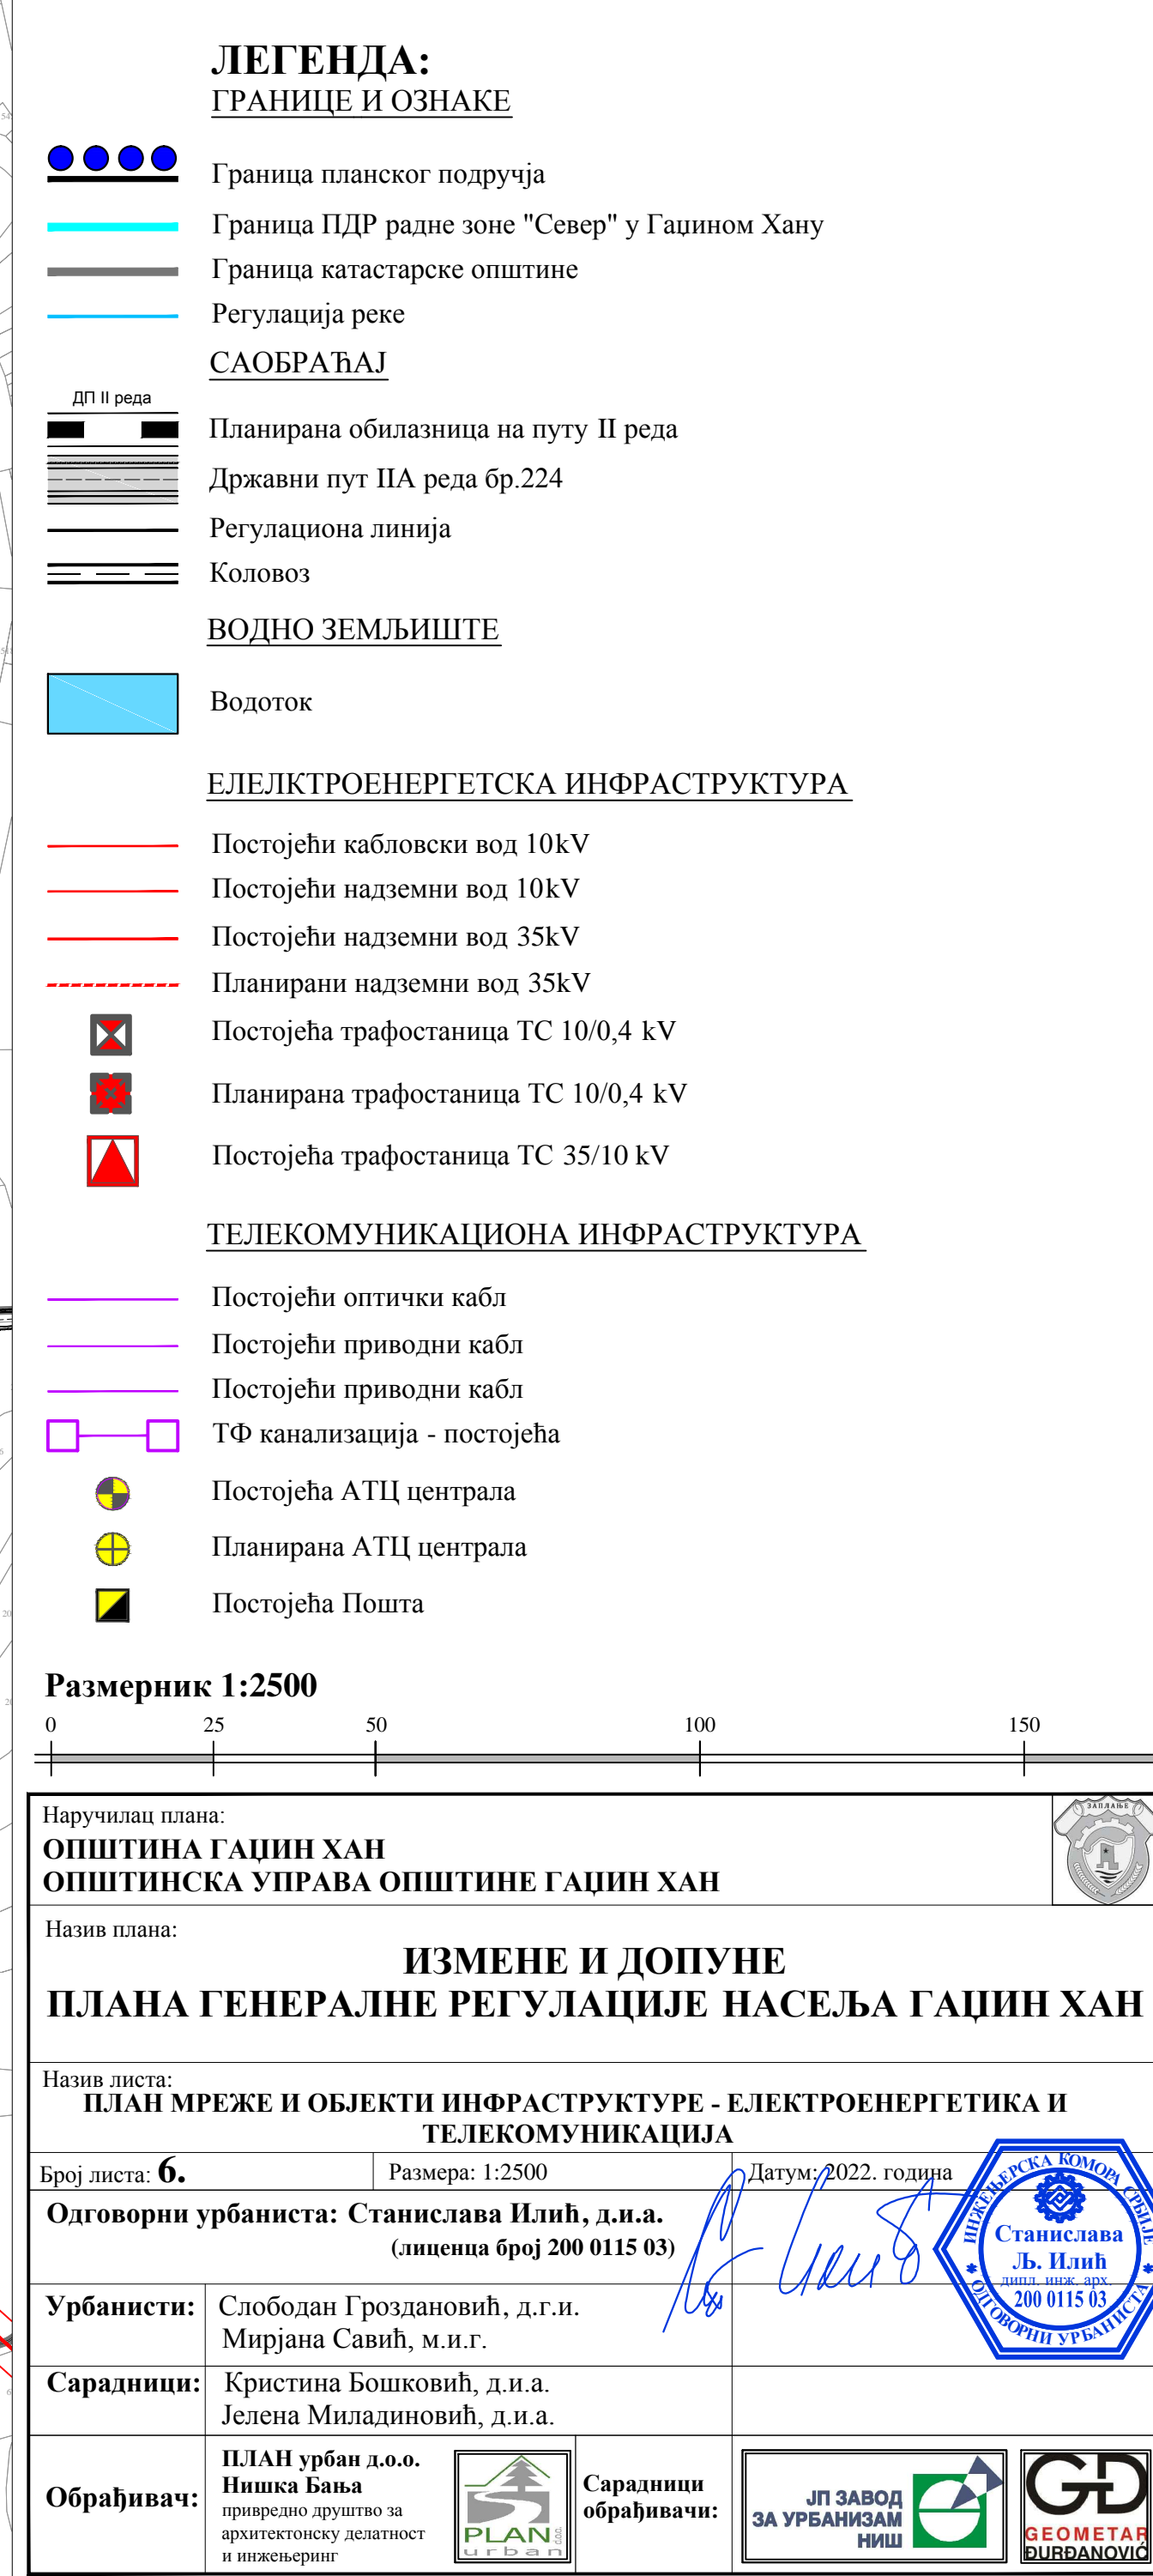 ЛЕГЕНДА:
ГРАНИЦЕ И ОЗНАКЕ
Граница планског подручја
Граница ПДР радне зоне "Север" у Гаџином Хану
Граница катастарске општине
Регулација реке
САОБРАЋАЈ
ДП II реда
Планирана обилазница на путу II реда
Државни пут IIА реда бр.224
Регулациона линија
Коловоз
ВОДНО ЗЕМЉИШТЕ
Водоток
ЕЛЕЛКТРОЕНЕРГЕТСКА ИНФРАСТРУКТУРА
Постојећи кабловски вод 10kV
Постојећи надземни вод 10kV
Постојећи надземни вод 35kV
Планирани надземни вод 35kV
Постојећа трафостаница ТС 10/0,4 kV
Планирана трафостаница ТС 10/0,4 kV
Постојећа трафостаница ТС 35/10 kV
ТЕЛЕКОМУНИКАЦИОНА ИНФРАСТРУКТУРА
Постојећи оптички кабл
Постојећи приводни кабл
Постојећи приводни кабл
ТФ канализација - постојећа
Постојећа АТЦ централа
Планирана АТЦ централа
Постојећа Пошта
Размерник 1:2500
0 25 50 100 150
Наручилац плана:
ОПШТИНА ГАЏИН ХАН
ОПШТИНСКА УПРАВА ОПШТИНЕ ГАЏИН ХАН
ЗАПЛАЊЕ
Назив плана:
ИЗМЕНЕ И ДОПУНЕ
ПЛАНА ГЕНЕРАЛНЕ РЕГУЛАЦИЈЕ НАСЕЉА ГАЏИН ХАН
Назив листа:
ПЛАН МРЕЖЕ И ОБЈЕКТИ ИНФРАСТРУКТУРЕ - ЕЛЕКТРОЕНЕРГЕТИКА И
ТЕЛЕКОМУНИКАЦИЈА
Број листа: 6. Размера: 1:2500 Датум: 2022. година
Одговорни урбаниста: Станислава Илић, д.и.а.
(лиценца број 200 0115 03)
ИНЖЕЊЕРСКА КОМОРА СРБИЈЕ
Станислава
Љ. Илић
дипл. инж. арх.
200 0115 03
ОДГОВОРНИ УРБАНИСТА
Урбанисти: Слободан Гроздановић, д.г.и.
Мирјана Савић, м.и.г.
Сарадници: Кристина Бошковић, д.и.а.
Јелена Миладиновић, д.и.а.
Обрађивач:
ПЛАН урбан д.о.о.
Нишка Бања
привредно друштво за
архитектонску делатност
и инжењеринг
PLAN d.o.o.
urban
Сарадници
обрађивачи:
ЈП ЗАВОД
ЗА УРБАНИЗАМ
НИШ
GD
GEOMETAR
ĐURĐANOVIĆ